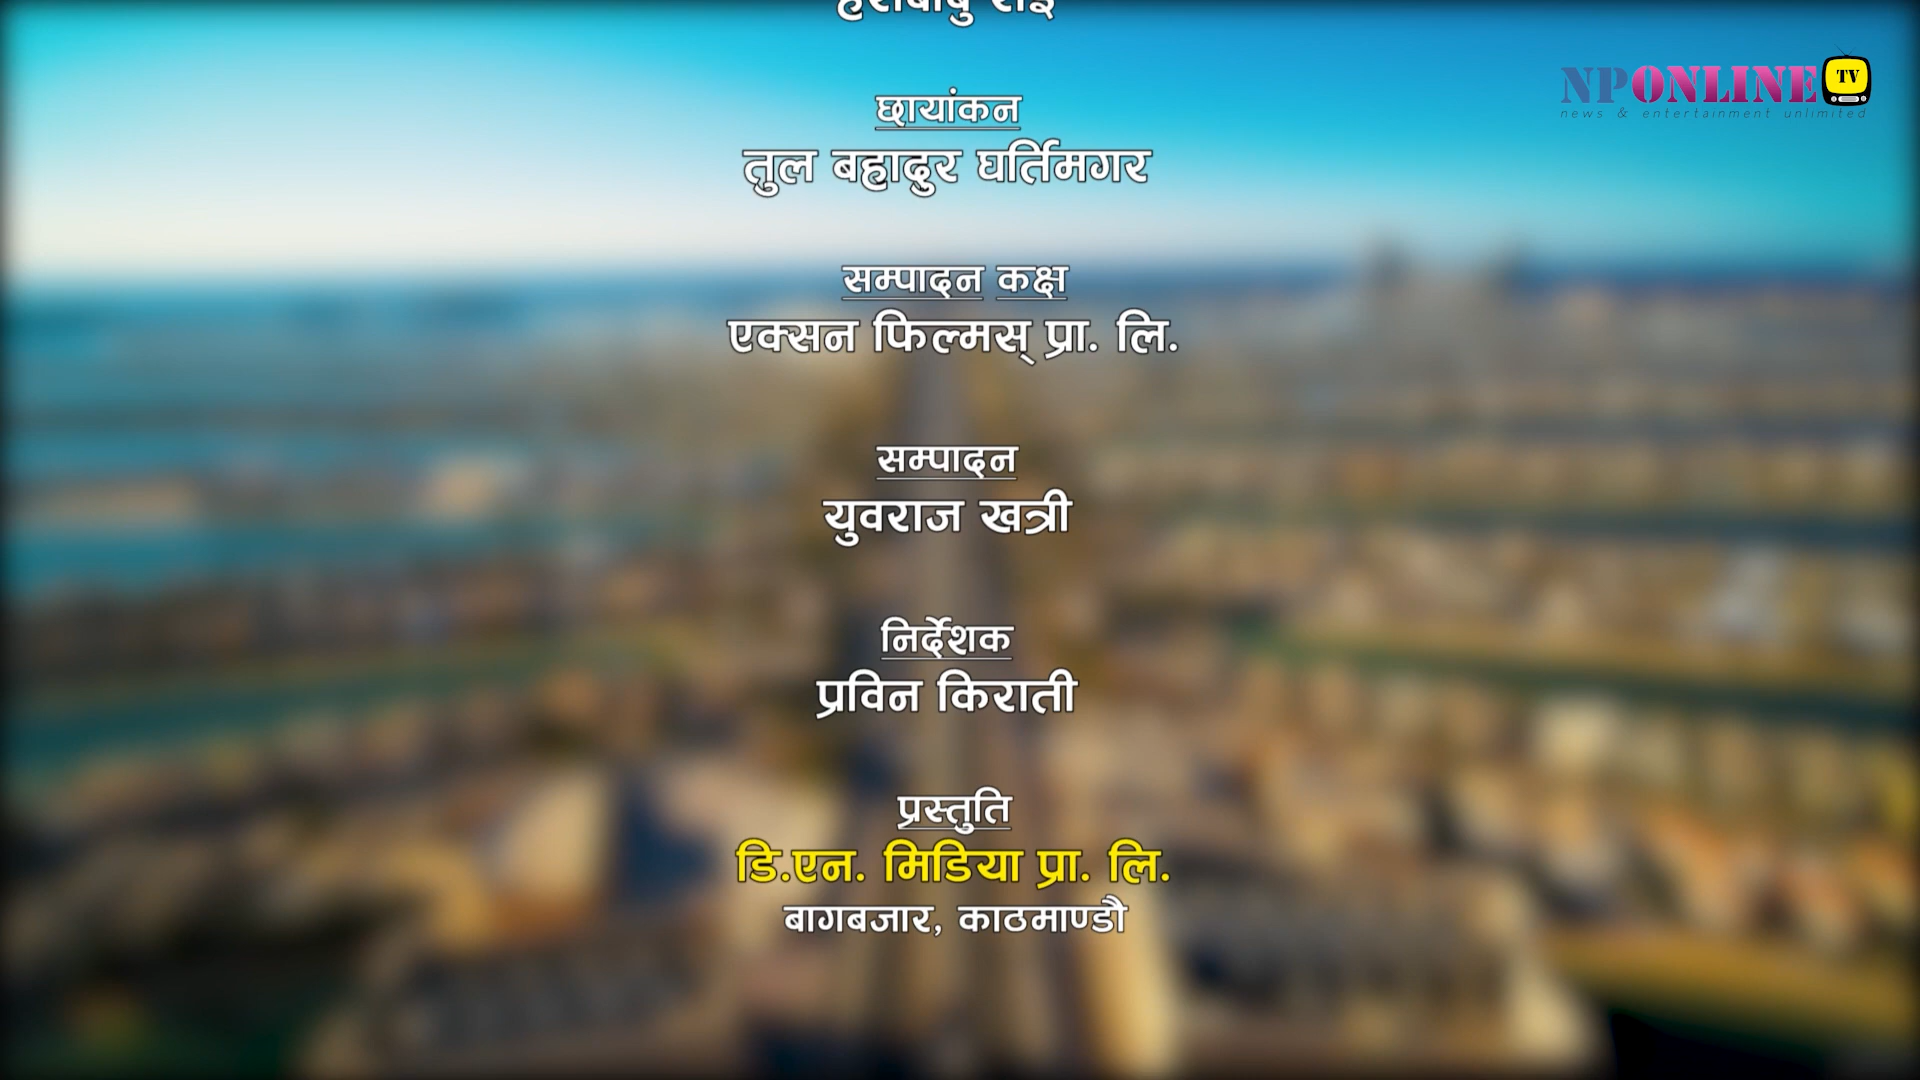 NPONLINE TV
news & entertainment unlimited
छायांकन
तुल बहादुर घर्तिमगर
सम्पादन कक्ष
एक्सन फिल्मस् प्रा. लि.
सम्पादन
युवराज खत्री
निर्देशक
प्रविन किराती
प्रस्तुति
डि.एन. मिडिया प्रा. लि.
बागबजार, काठमाण्डौ